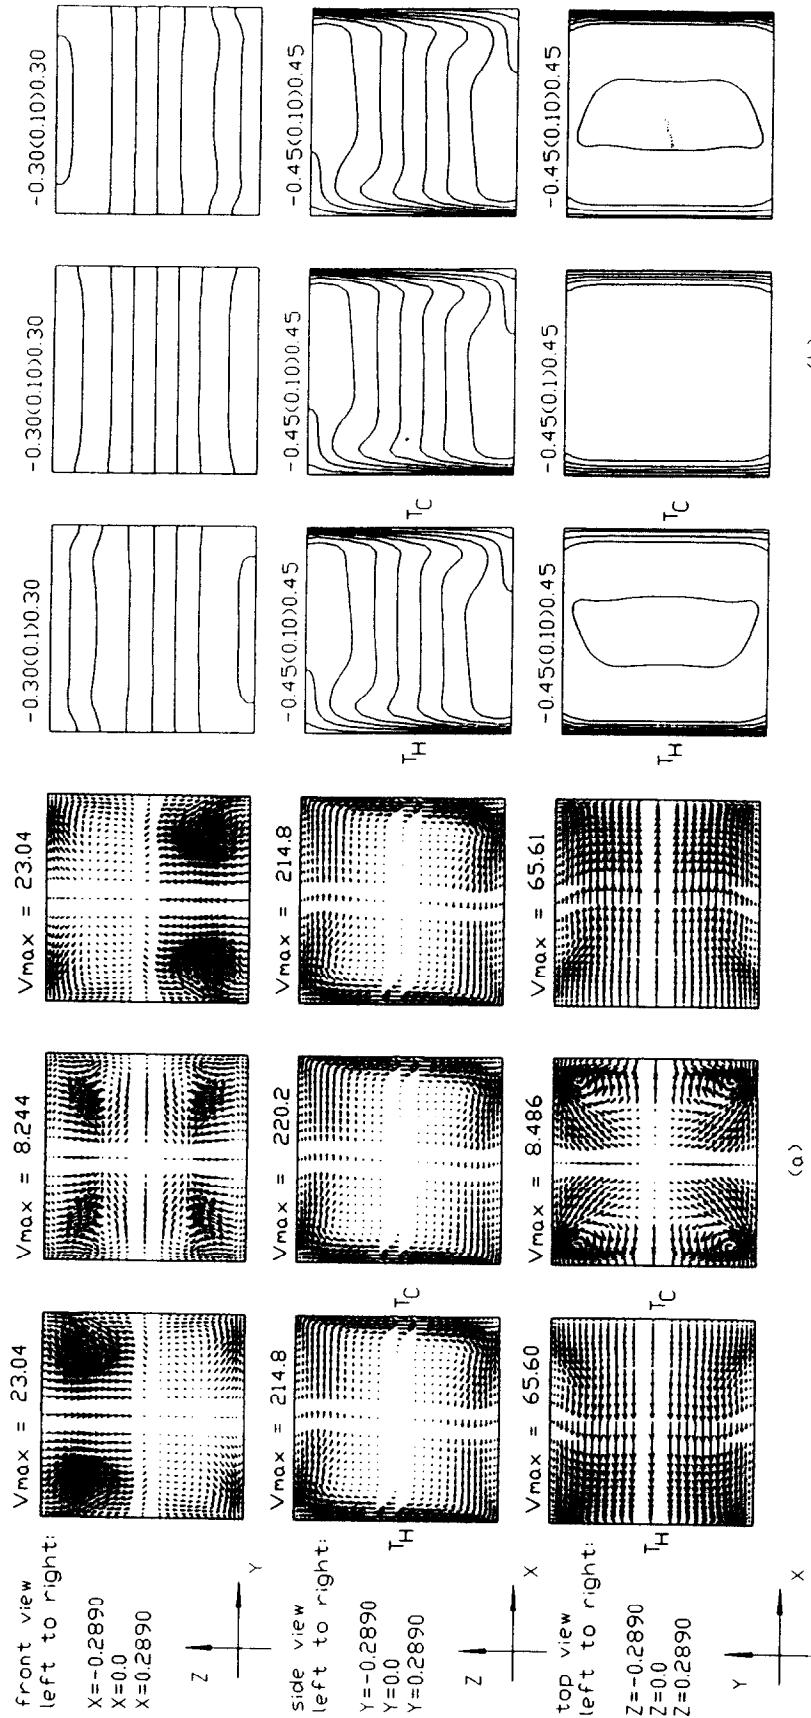 front view
left to right:
X=-0.2890
X=0.0
X=0.2890
Z
Y
Vmax = 23.04
Vmax = 8.244
Vmax = 23.04
-0.30(0.1)0.30
-0.30(0.10)0.30
-0.30(0.10)0.30
side view
left to right:
Y=-0.2890
Y=0.0
Y=0.2890
Z
X
Vmax = 214.8
Vmax = 220.2
Vmax = 214.8
-0.45(0.10)0.45
-0.45(0.10)0.45
-0.45(0.10)0.45
TH
TC
TH
TC
top view
left to right:
Z=-0.2890
Z=0.0
Z=0.2890
Y
X
Vmax = 65.60
Vmax = 8.486
Vmax = 65.61
-0.45(0.10)0.45
-0.45(0.1)0.45
-0.45(0.10)0.45
TH
TC
TC
(a)